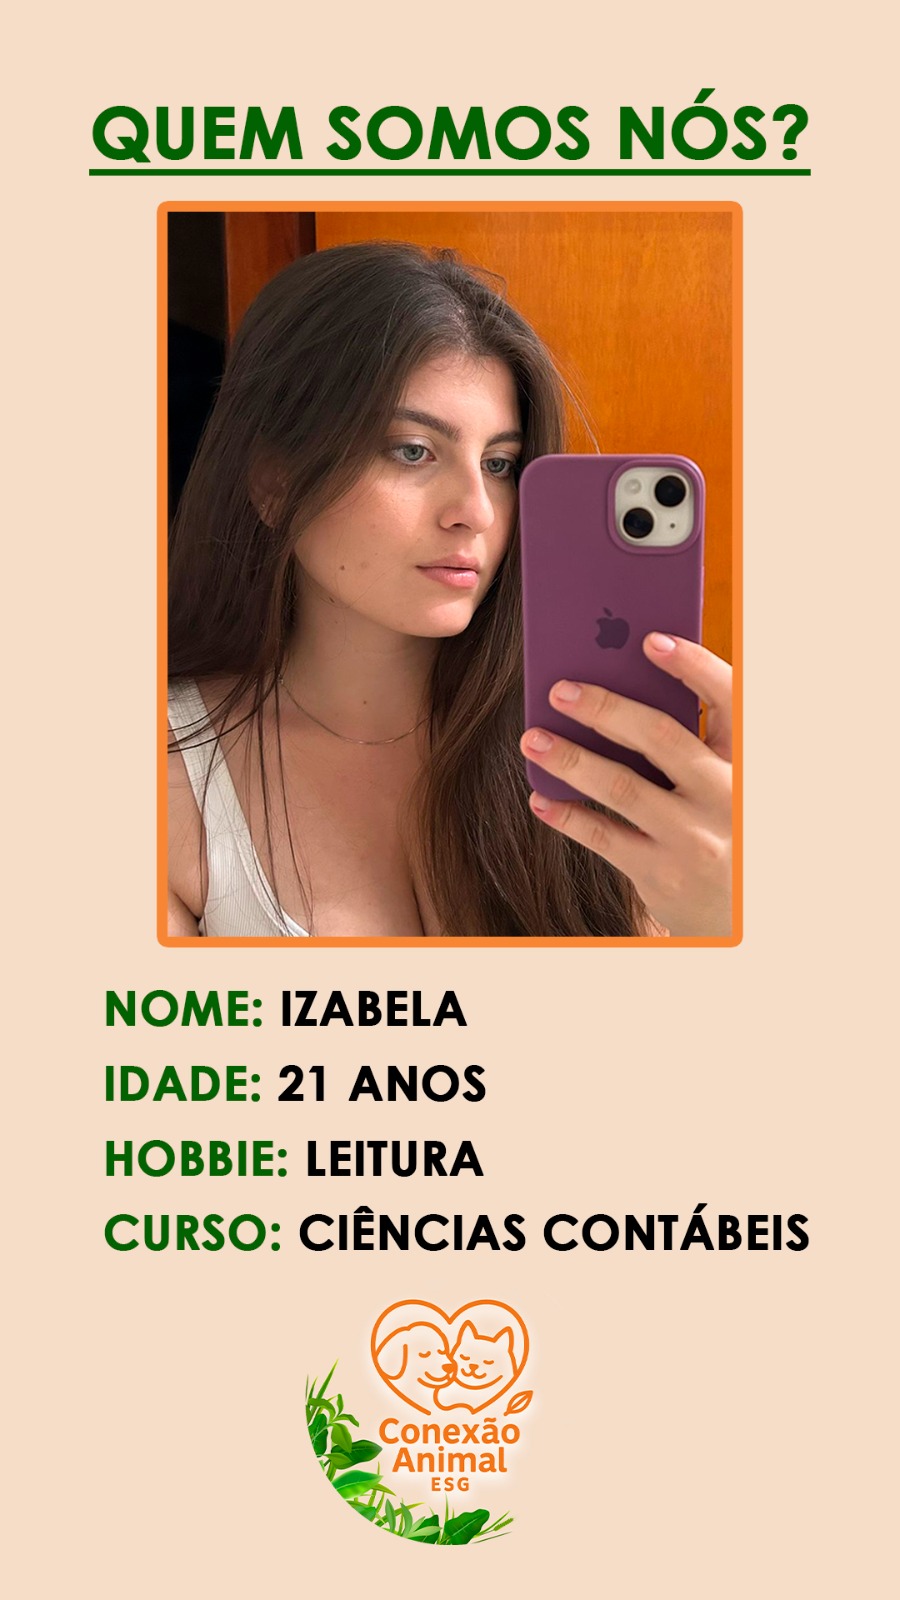 QUEM SOMOS NÓS?
NOME: IZABELA
IDADE: 21 ANOS
HOBBIE: LEITURA
CURSO: CIÊNCIAS CONTÁBEIS
Conexão
Animal
ESG